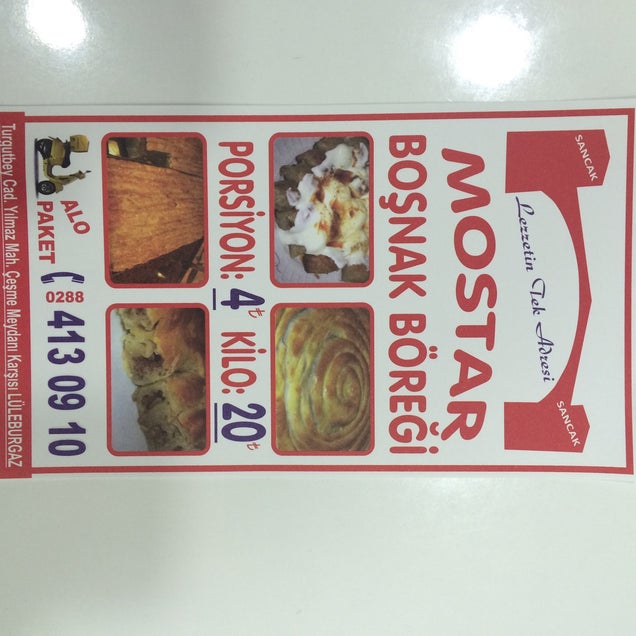 SANCAK
SANCAK
Lezzetin Tek Adresi
MOSTAR
BOŞNAK BÖREĞİ
PORSİYON: 4₺ KİLO: 20₺
ALO
PAKET
0288 413 09 10
Turgutbey Cad. Yılmaz Mah. Çeşme Meydanı Karşısı LÜLEBURGAZ